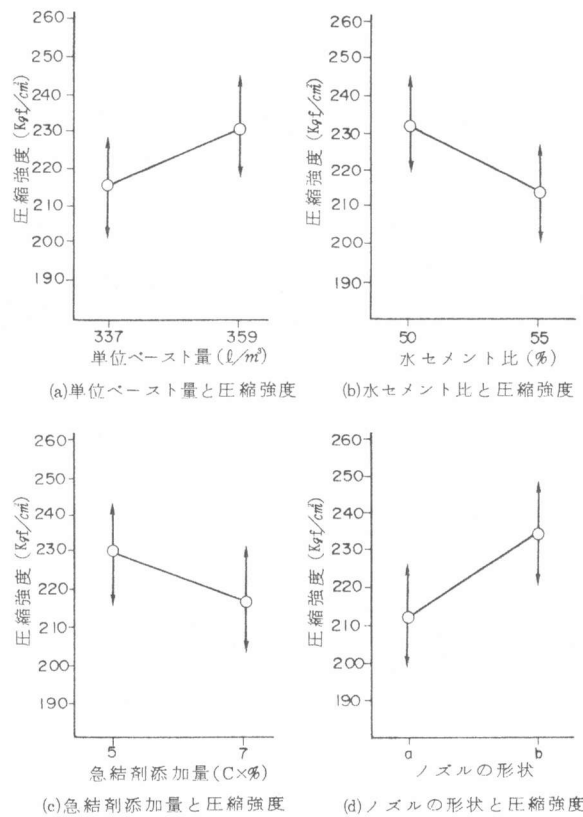 260
250
240
230
220
210
200
190
圧縮強度 (Kgf/cm²)
337 359
単位ペースト量 (ℓ/m³)
(a)単位ペースト量と圧縮強度
260
250
240
230
220
210
200
190
圧縮強度 (Kgf/cm²)
50 55
水セメント比 (%)
(b)水セメント比と圧縮強度
260
250
240
230
220
210
200
190
圧縮強度 (Kgf/cm²)
5 7
急結剤添加量(C×%)
(c)急結剤添加量と圧縮強度
260
250
240
230
220
210
200
190
圧縮強度 (Kgf/cm²)
a b
ノズルの形状
(d)ノズルの形状と圧縮強度